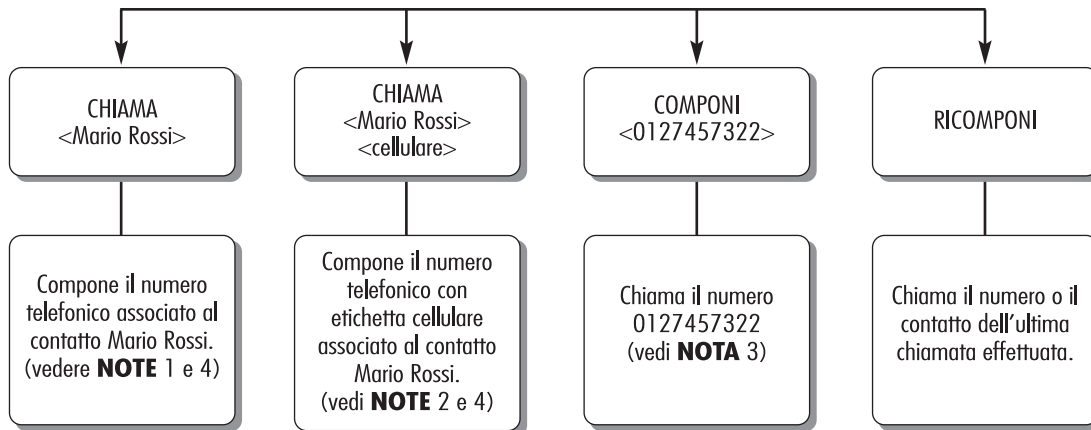 CHIAMA
<Mario Rossi>
CHIAMA
<Mario Rossi>
<cellulare>
COMPONI
<0127457322>
RICOMPONI
Compone il numero
telefonico associato al
contatto Mario Rossi.
(vedere NOTE 1 e 4)
Compone il numero
telefonico con
etichetta cellulare
associato al contatto
Mario Rossi.
(vedi NOTE 2 e 4)
Chiama il numero
0127457322
(vedi NOTA 3)
Chiama il numero o il
contatto dell'ultima
chiamata effettuata.